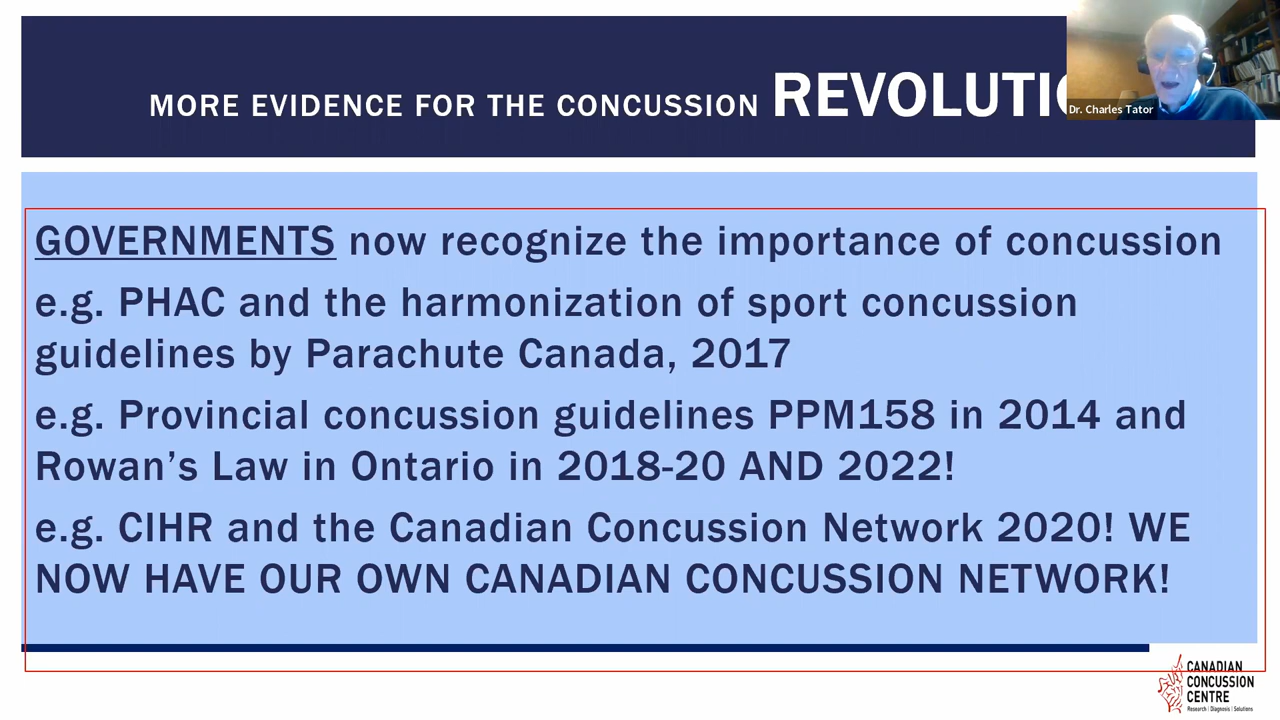 MORE EVIDENCE FOR THE CONCUSSION REVOLUTI
Dr. Charles Tator
GOVERNMENTS now recognize the importance of concussion
e.g. PHAC and the harmonization of sport concussion
guidelines by Parachute Canada, 2017
e.g. Provincial concussion guidelines PPM158 in 2014 and
Rowan’s Law in Ontario in 2018-20 AND 2022!
e.g. CIHR and the Canadian Concussion Network 2020! WE
NOW HAVE OUR OWN CANADIAN CONCUSSION NETWORK!
CANADIAN
CONCUSSION
CENTRE
Research | Diagnosis | Solutions